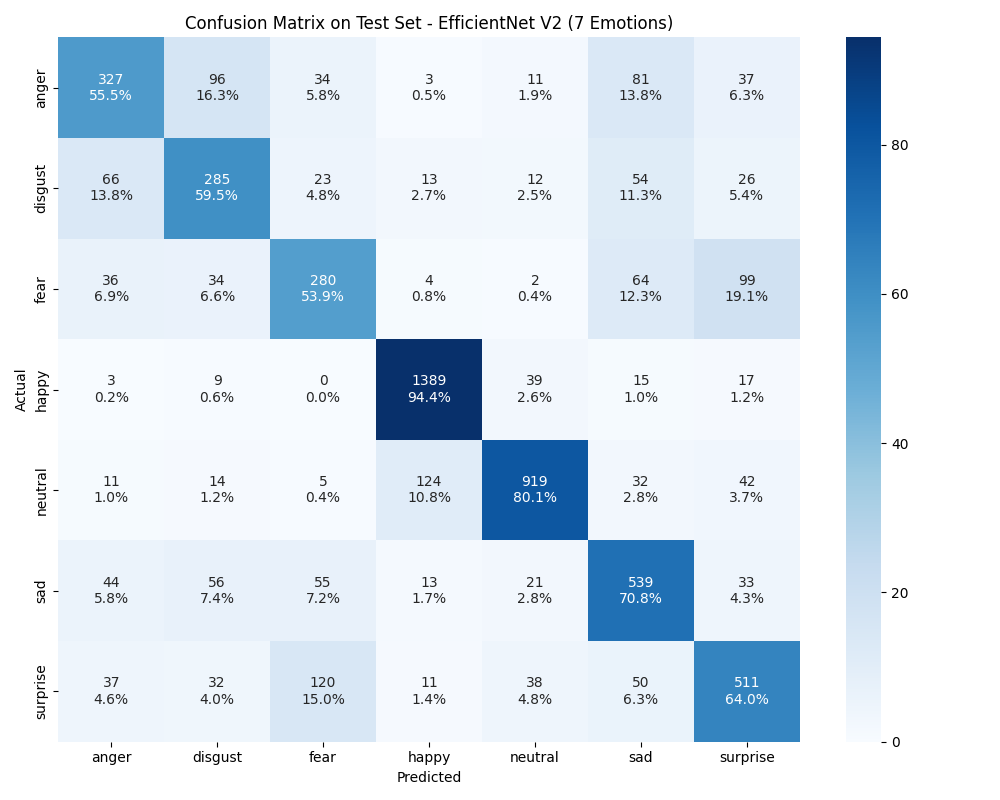 Confusion Matrix on Test Set - EfficientNet V2 (7 Emotions)
anger
327 96 34 3 11 81 37
55.5% 16.3% 5.8% 0.5% 1.9% 13.8% 6.3%
disgust
66 285 23 13 12 54 26
13.8% 59.5% 4.8% 2.7% 2.5% 11.3% 5.4%
fear
36 34 280 4 2 64 99
6.9% 6.6% 53.9% 0.8% 0.4% 12.3% 19.1%
Actual
happy
3 9 0 1389 39 15 17
0.2% 0.6% 0.0% 94.4% 2.6% 1.0% 1.2%
neutral
11 14 5 124 919 32 42
1.0% 1.2% 0.4% 10.8% 80.1% 2.8% 3.7%
sad
44 56 55 13 21 539 33
5.8% 7.4% 7.2% 1.7% 2.8% 70.8% 4.3%
surprise
37 32 120 11 38 50 511
4.6% 4.0% 15.0% 1.4% 4.8% 6.3% 64.0%
anger disgust fear happy neutral sad surprise
Predicted
80
60
40
20
0